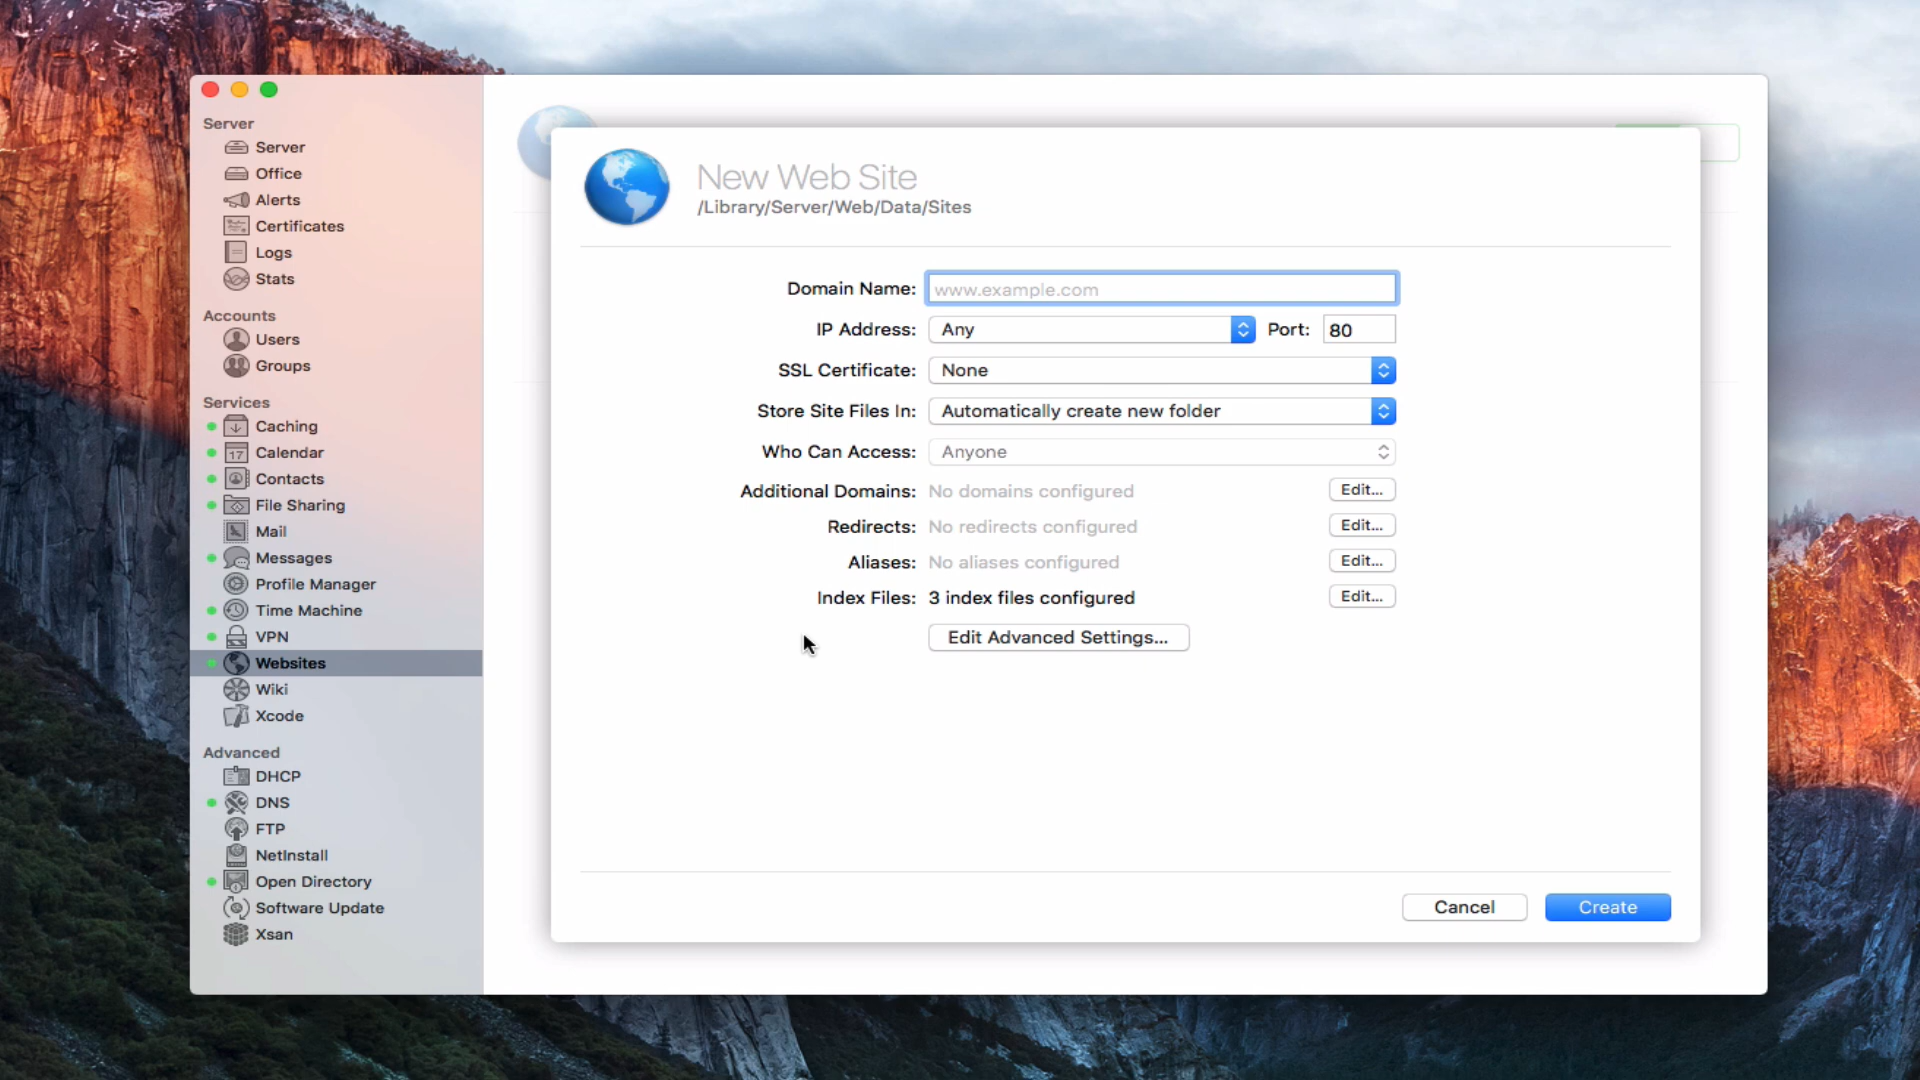 Server
Server
Office
Alerts
Certificates
Logs
Stats
Accounts
Users
Groups
Services
Caching
17 Calendar
Contacts
File Sharing
Mail
Messages
Profile Manager
Time Machine
VPN
Websites
Wiki
Xcode
Advanced
DHCP
DNS
FTP
NetInstall
Open Directory
Software Update
Xsan
New Web Site
/Library/Server/Web/Data/Sites
Domain Name: www.example.com
IP Address: Any Port: 80
SSL Certificate: None
Store Site Files In: Automatically create new folder
Who Can Access: Anyone
Additional Domains: No domains configured Edit...
Redirects: No redirects configured Edit...
Aliases: No aliases configured Edit...
Index Files: 3 index files configured Edit...
Edit Advanced Settings...
Cancel Create